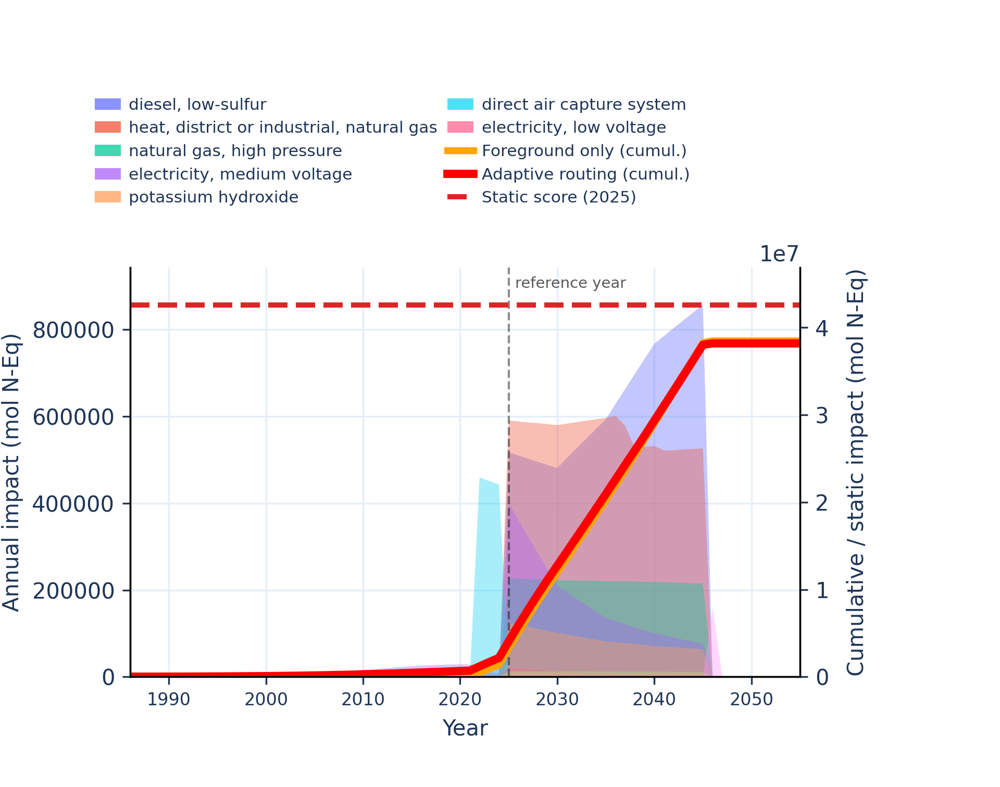 diesel, low-sulfur
heat, district or industrial, natural gas
natural gas, high pressure
electricity, medium voltage
potassium hydroxide
direct air capture system
electricity, low voltage
Foreground only (cumul.)
Adaptive routing (cumul.)
Static score (2025)
1e7
reference year
Annual impact (mol N-Eq)
800000
600000
400000
200000
0
Cumulative / static impact (mol N-Eq)
4
3
2
1
0
1990 2000 2010 2020 2030 2040 2050
Year